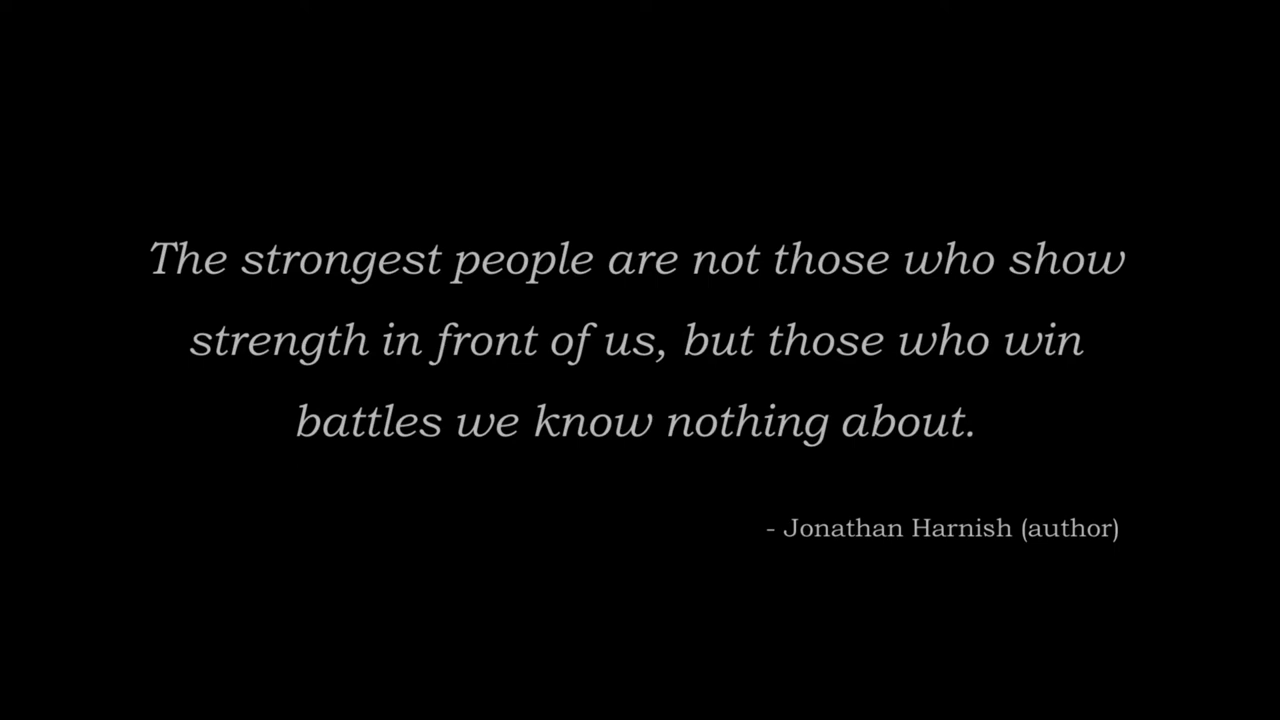 The strongest people are not those who show
strength in front of us, but those who win
battles we know nothing about.
- Jonathan Harnish (author)